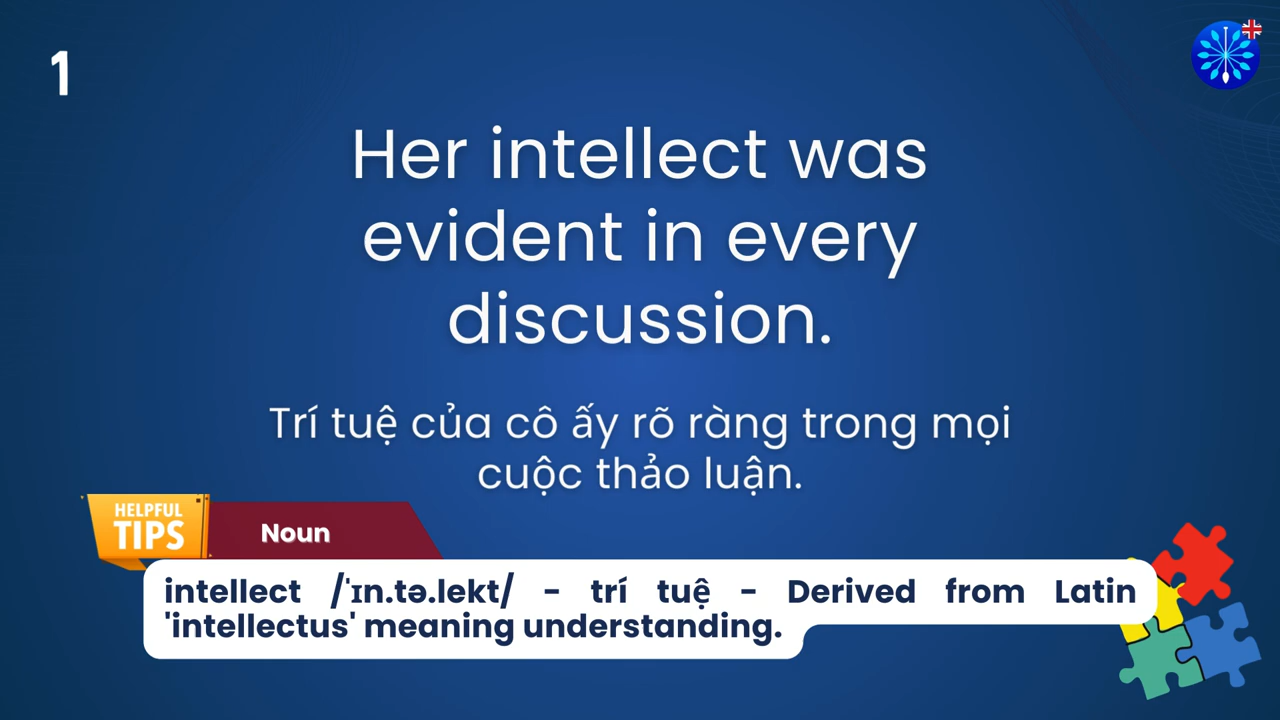 1
Her intellect was
evident in every
discussion.
Trí tuệ của cô ấy rõ ràng trong mọi
cuộc thảo luận.
HELPFUL
TIPS
Noun
intellect /ˈɪn.tə.lekt/ - trí tuệ - Derived from Latin
'intellectus' meaning understanding.